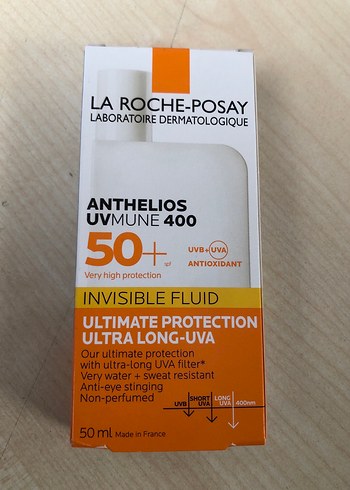 LA ROCHE-POSAY
LABORATOIRE DERMATOLOGIQUE
ANTHELIOS
UVMUNE 400
50+ SPF
UVB+UVA
ANTIOXIDANT
Very high protection
INVISIBLE FLUID
ULTIMATE PROTECTION
ULTRA LONG-UVA
Our ultimate protection
with ultra-long UVA filter*
Very water + sweat resistant
Anti-eye stinging
Non-perfumed
UVB SHORT UVA LONG UVA 400nm
50 ml Made in France